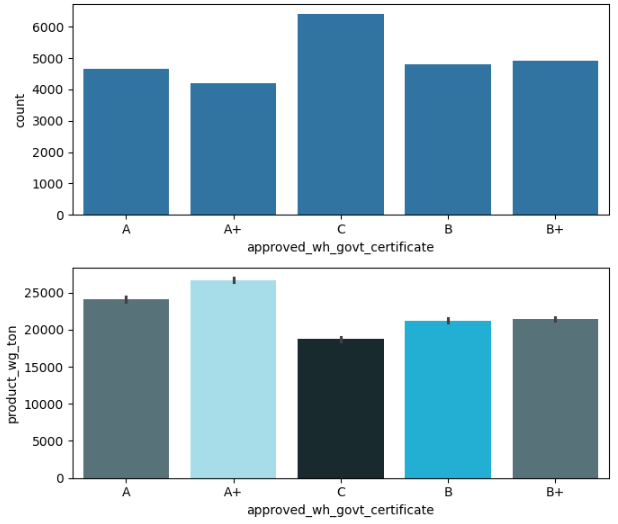 6000
5000
4000
3000
2000
1000
0
count
A A+ C B B+
approved_wh_govt_certificate
25000
20000
15000
10000
5000
0
product_wg_ton
A A+ C B B+
approved_wh_govt_certificate